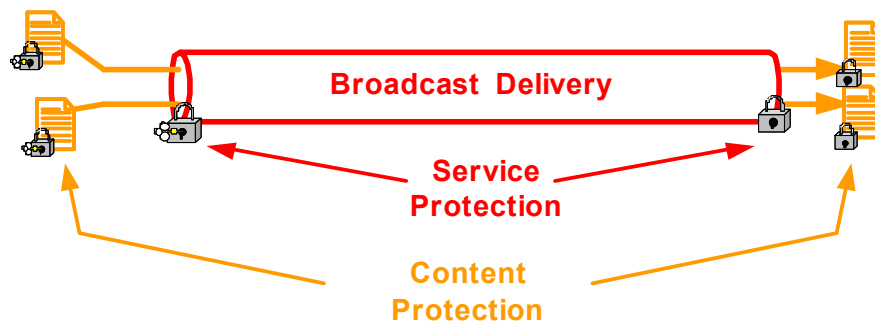 Broadcast Delivery
Service
Protection
Content
Protection